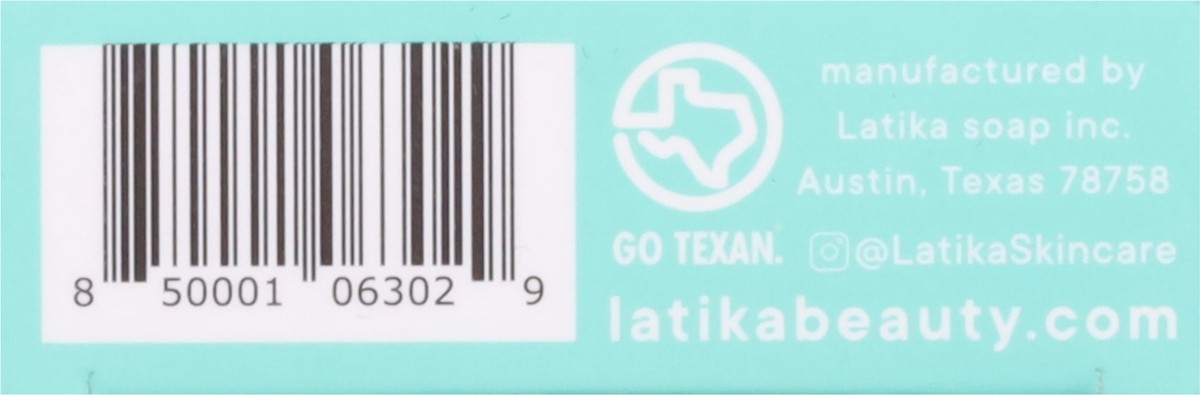 8 50001 06302 9
GO TEXAN.
manufactured by
Latika soap inc.
Austin, Texas 78758
@LatikaSkincare
latikabeauty.com